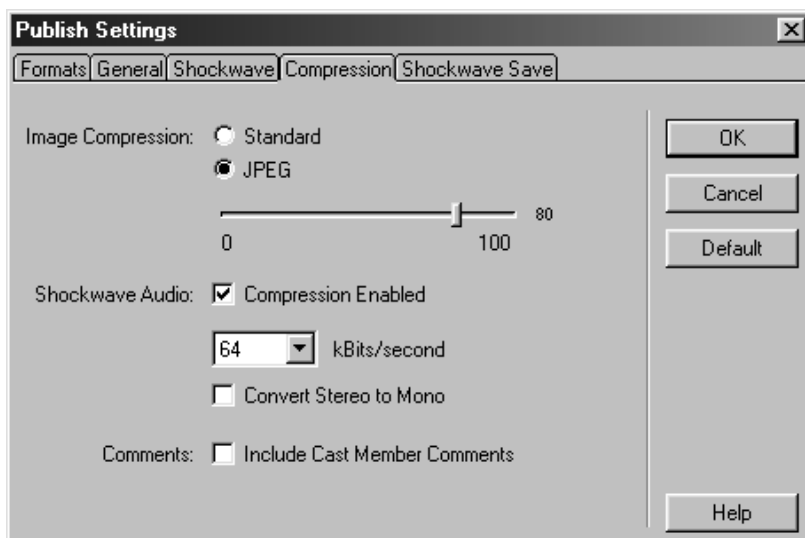 Publish Settings
Formats General Shockwave Compression Shockwave Save
Image Compression: Standard
JPEG
80
0 100
Shockwave Audio: Compression Enabled
64 kBits/second
Convert Stereo to Mono
Comments: Include Cast Member Comments
OK
Cancel
Default
Help